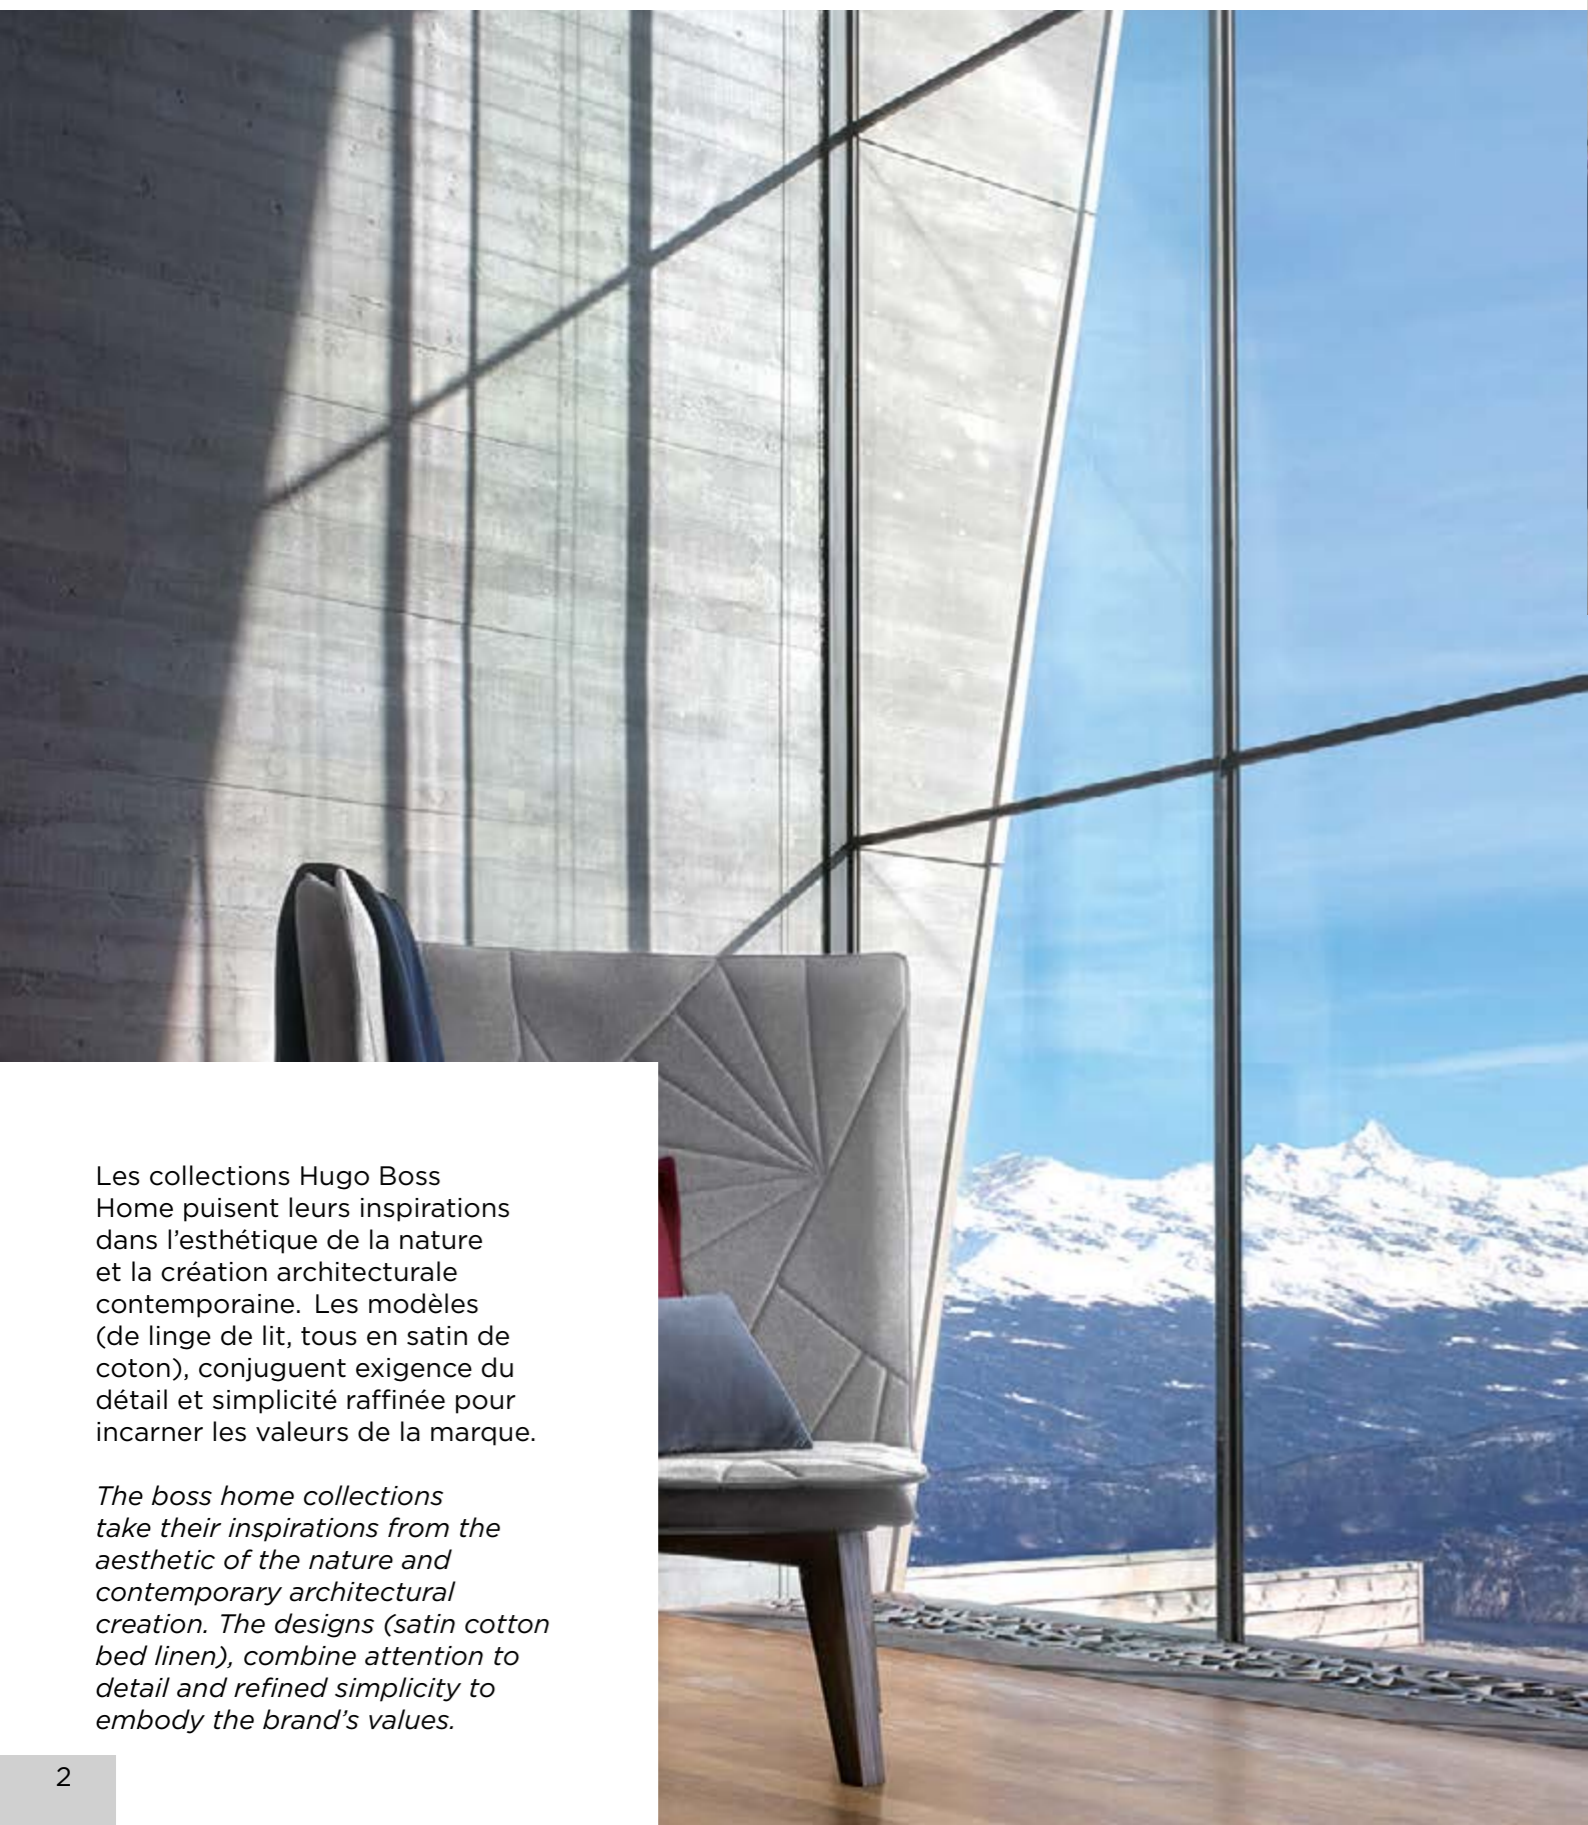 Les collections Hugo Boss
Home puisent leurs inspirations
dans l’esthétique de la nature
et la création architecturale
contemporaine. Les modèles
(de linge de lit, tous en satin de
coton), conjuguent exigence du
détail et simplicité raffinée pour
incarner les valeurs de la marque.
The boss home collections
take their inspirations from the
aesthetic of the nature and
contemporary architectural
creation. The designs (satin cotton
bed linen), combine attention to
detail and refined simplicity to
embody the brand’s values.
2